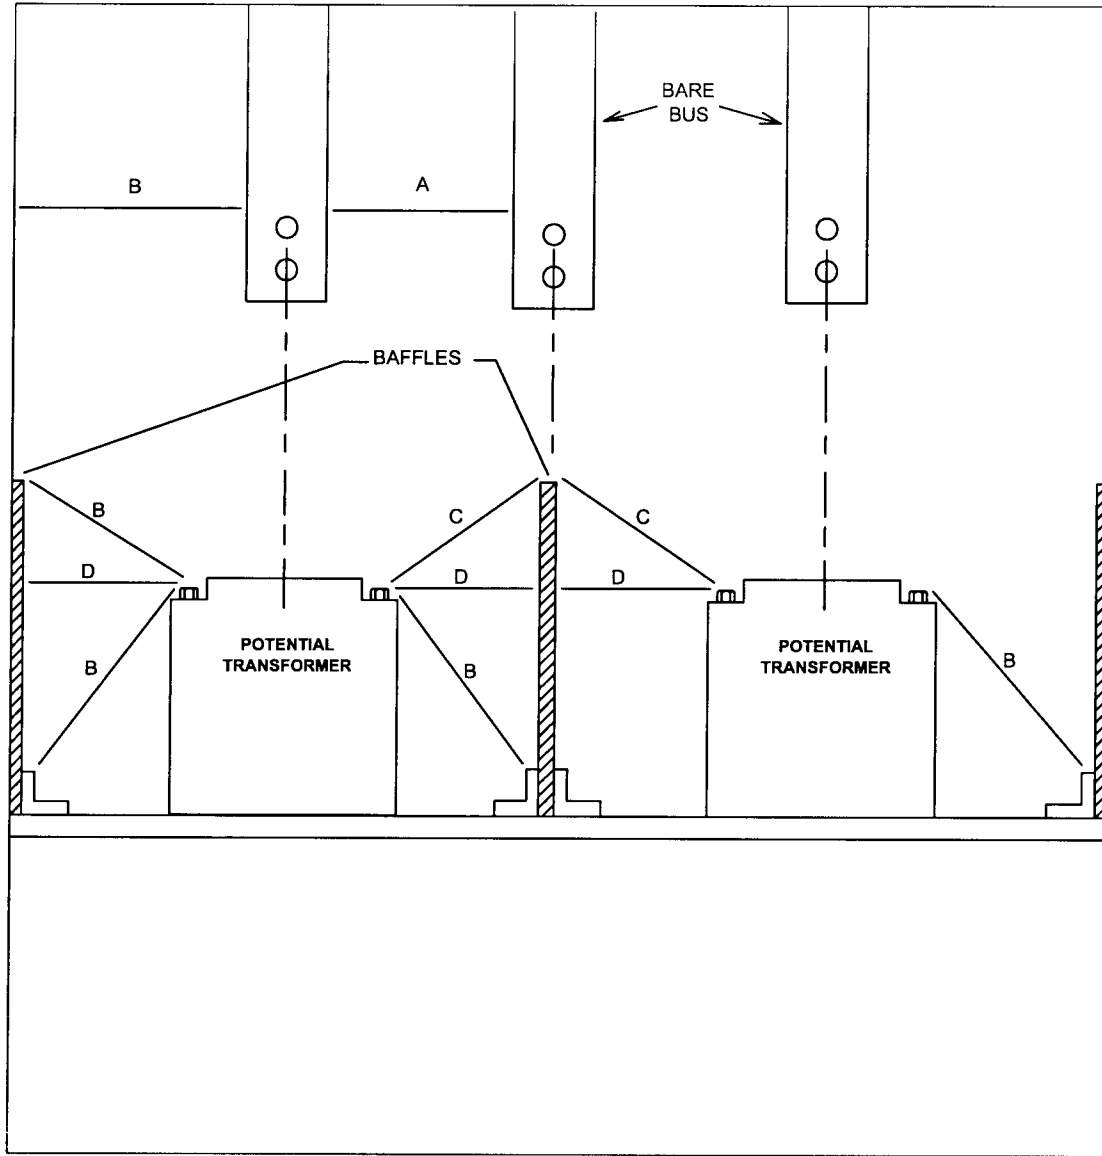 BARE
BUS
B
A
BAFFLES
B
C
C
D
D
D
POTENTIAL
TRANSFORMER
POTENTIAL
TRANSFORMER
B
B
B